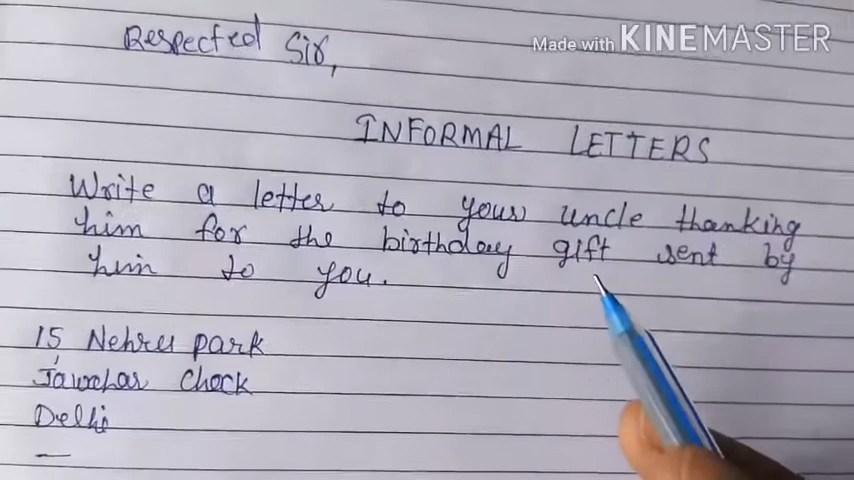 Respected Sir,
Made with KINEMASTER
INFORMAL LETTERS
Write a letter to your uncle thanking
him for the birthday gift sent by
him to you.
15, Nehru park
Jawahar Chock
Delhi